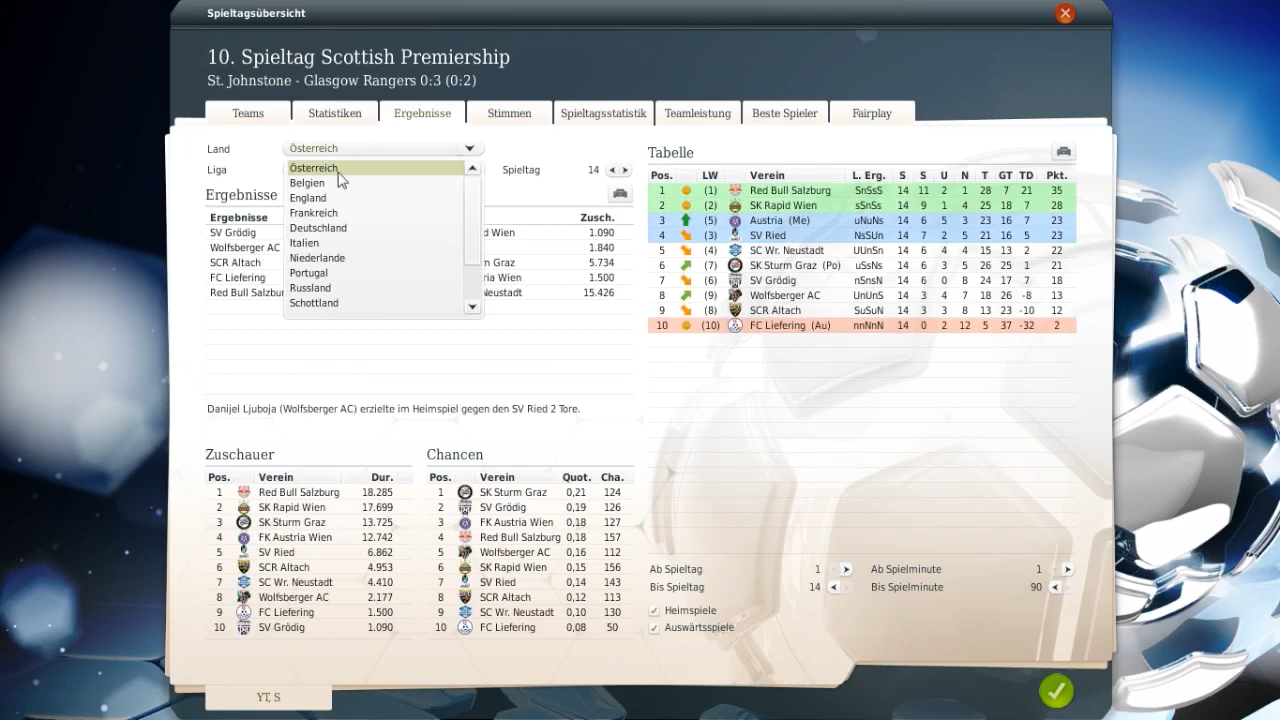 Spieltagsübersicht
10. Spieltag Scottish Premiership
St. Johnstone - Glasgow Rangers 0:3 (0:2)
Teams Statistiken Ergebnisse Stimmen Spieltagsstatistik Teamleistung Beste Spieler Fairplay
Land Österreich
Liga Spieltag 14
Österreich
Belgien
England
Frankreich
Deutschland
Italien
Niederlande
Portugal
Russland
Schottland
Ergebnisse
Ergebnisse Zusch.
SV Grödig d Wien 1.090
Wolfsberger AC 1.840
SCR Altach m Graz 5.734
FC Liefering ria Wien 1.500
Red Bull Salzbur Neustadt 15.426
Danijel Ljuboja (Wolfsberger AC) erzielte im Heimspiel gegen den SV Ried 2 Tore.
Tabelle
Pos. LW Verein L. Erg. S S U N T GT TD Pkt.
1 (1) Red Bull Salzburg SnSsS 14 11 2 1 28 7 21 35
2 (2) SK Rapid Wien sSnSs 14 9 1 4 25 18 7 28
3 (5) Austria (Me) uNuNs 14 6 5 3 23 16 7 23
4 (3) SV Ried NsSUn 14 7 2 5 21 16 5 23
5 (4) SC Wr. Neustadt UUnSn 14 6 4 4 15 13 2 22
6 (7) SK Sturm Graz (Po) uSsNs 14 6 3 5 26 25 1 21
7 (6) SV Grödig nSnsN 14 6 0 8 24 17 7 18
8 (9) Wolfsberger AC UnUnS 14 3 4 7 18 26 -8 13
9 (8) SCR Altach SuSuN 14 3 3 8 13 23 -10 12
10 (10) FC Liefering (Au) nnNnN 14 0 2 12 5 37 -32 2
Zuschauer
Pos. Verein Dur.
1 Red Bull Salzburg 18.285
2 SK Rapid Wien 17.699
3 SK Sturm Graz 13.725
4 FK Austria Wien 12.742
5 SV Ried 6.862
6 SCR Altach 4.953
7 SC Wr. Neustadt 4.410
8 Wolfsberger AC 2.177
9 FC Liefering 1.500
10 SV Grödig 1.090
Chancen
Pos. Verein Quot. Cha.
1 SK Sturm Graz 0,21 124
2 SV Grödig 0,19 126
3 FK Austria Wien 0,18 127
4 Red Bull Salzburg 0,18 157
5 Wolfsberger AC 0,16 112
6 SK Rapid Wien 0,15 156
7 SV Ried 0,14 143
8 SCR Altach 0,12 113
9 SC Wr. Neustadt 0,10 130
10 FC Liefering 0,08 50
Ab Spieltag 1 Ab Spielminute 1
Bis Spieltag 14 Bis Spielminute 90
Heimspiele
Auswärtsspiele
YT, S